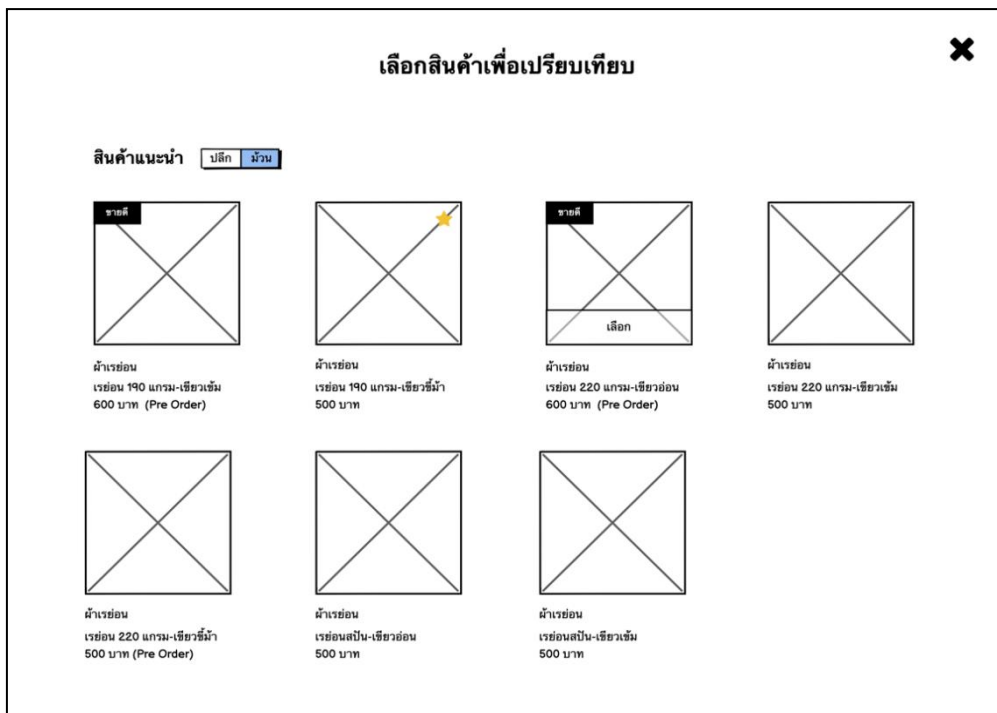 เลือกสินค้าเพื่อเปรียบเทียบ
สินค้าแนะนำ ปลีก ม้วน
ขายดี
ผ้าเรย่อน
เรย่อน 190 แกรม-เขียวเข้ม
600 บาท (Pre Order)
ผ้าเรย่อน
เรย่อน 190 แกรม-เขียวขี้ม้า
500 บาท
ขายดี
เลือก
ผ้าเรย่อน
เรย่อน 220 แกรม-เขียวอ่อน
600 บาท (Pre Order)
ผ้าเรย่อน
เรย่อน 220 แกรม-เขียวเข้ม
500 บาท
ผ้าเรย่อน
เรย่อน 220 แกรม-เขียวขี้ม้า
500 บาท (Pre Order)
ผ้าเรย่อน
เรย่อนสปัน-เขียวอ่อน
500 บาท
ผ้าเรย่อน
เรย่อนสปัน-เขียวเข้ม
500 บาท